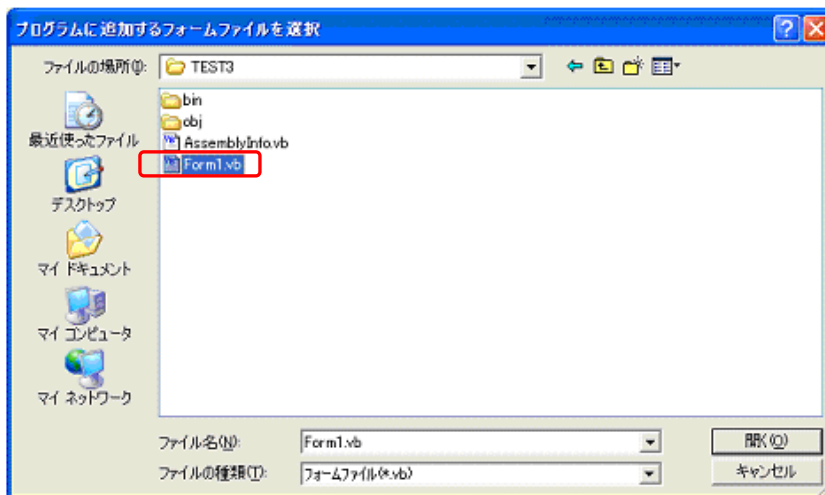 プログラムに追加するフォームファイルを選択
ファイルの場所(I):
TEST3
最近使ったファイル
デスクトップ
マイ ドキュメント
マイ コンピュータ
マイ ネットワーク
bin
obj
AssemblyInfo.vb
Form1.vb
ファイル名(N):
Form1.vb
開く(O)
ファイルの種類(T):
フォームファイル(*.vb)
キャンセル